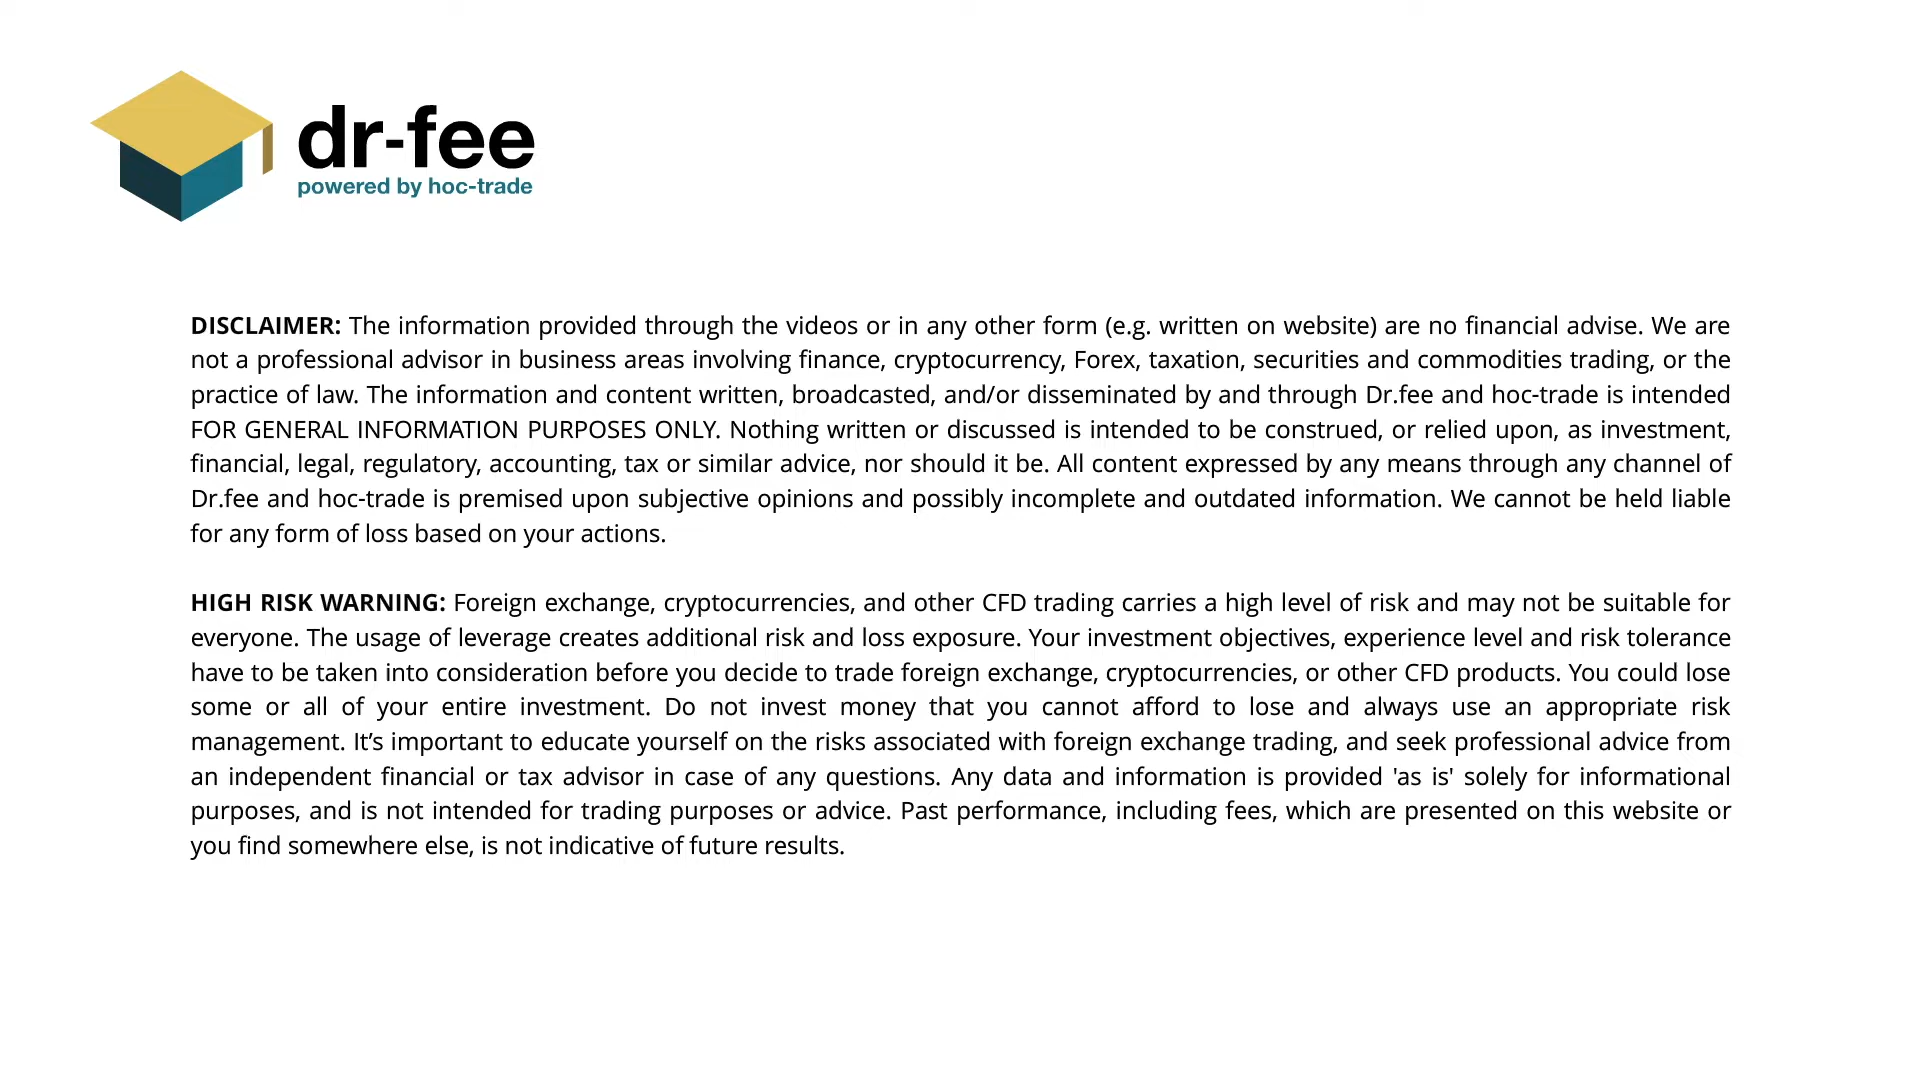 dr-fee
powered by hoc-trade
DISCLAIMER: The information provided through the videos or in any other form (e.g. written on website) are no financial advise. We are
not a professional advisor in business areas involving finance, cryptocurrency, Forex, taxation, securities and commodities trading, or the
practice of law. The information and content written, broadcasted, and/or disseminated by and through Dr.fee and hoc-trade is intended
FOR GENERAL INFORMATION PURPOSES ONLY. Nothing written or discussed is intended to be construed, or relied upon, as investment,
financial, legal, regulatory, accounting, tax or similar advice, nor should it be. All content expressed by any means through any channel of
Dr.fee and hoc-trade is premised upon subjective opinions and possibly incomplete and outdated information. We cannot be held liable
for any form of loss based on your actions.
HIGH RISK WARNING: Foreign exchange, cryptocurrencies, and other CFD trading carries a high level of risk and may not be suitable for
everyone. The usage of leverage creates additional risk and loss exposure. Your investment objectives, experience level and risk tolerance
have to be taken into consideration before you decide to trade foreign exchange, cryptocurrencies, or other CFD products. You could lose
some or all of your entire investment. Do not invest money that you cannot afford to lose and always use an appropriate risk
management. It’s important to educate yourself on the risks associated with foreign exchange trading, and seek professional advice from
an independent financial or tax advisor in case of any questions. Any data and information is provided 'as is' solely for informational
purposes, and is not intended for trading purposes or advice. Past performance, including fees, which are presented on this website or
you find somewhere else, is not indicative of future results.